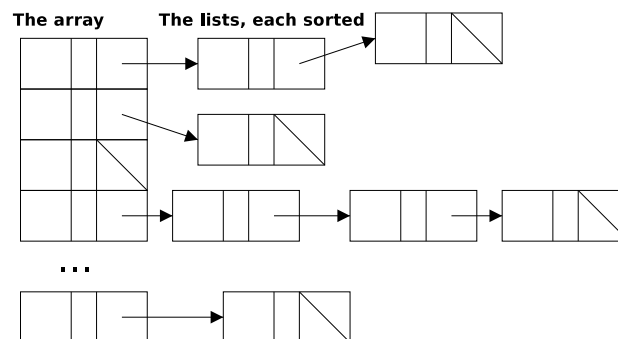 The array
The lists, each sorted
...